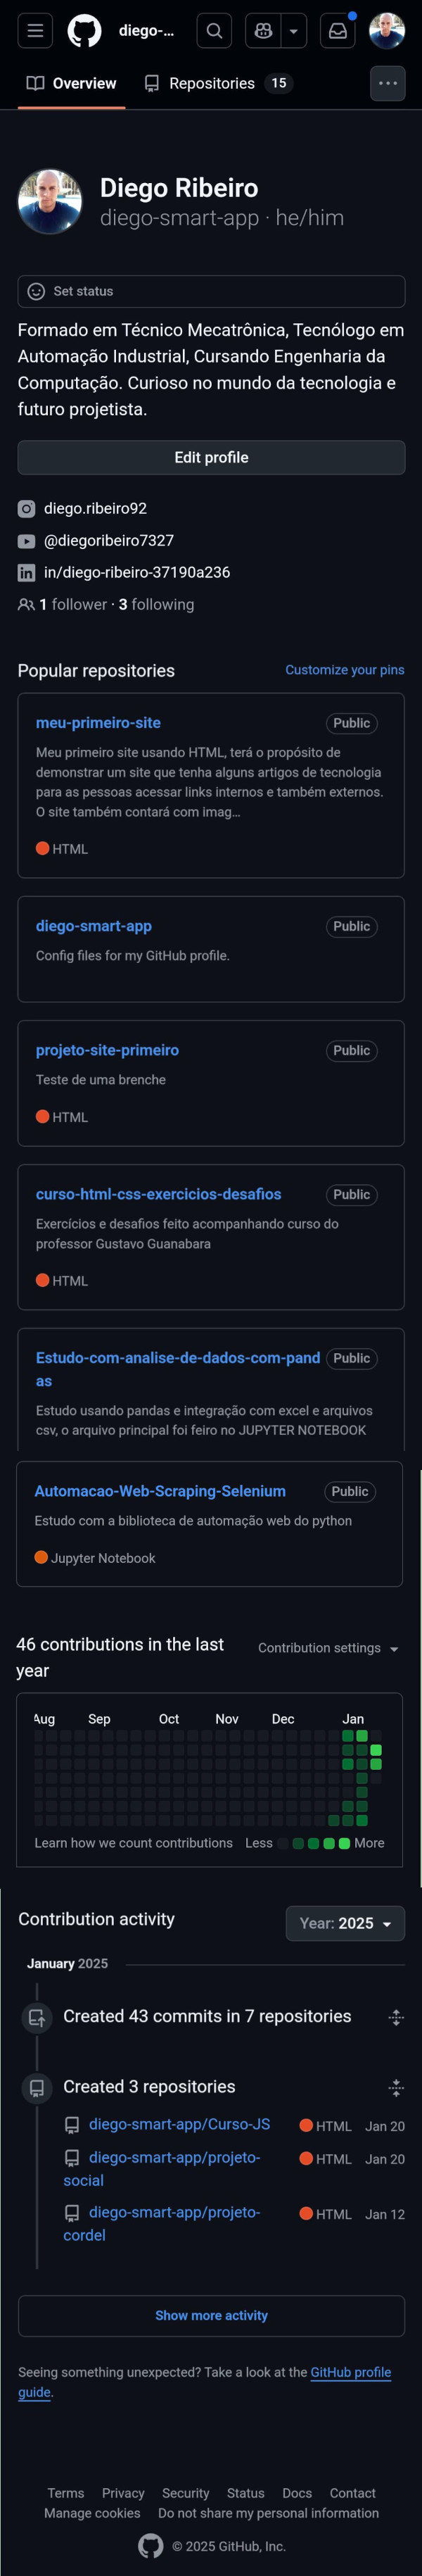 diego-...
Overview
Repositories 15
Diego Ribeiro
diego-smart-app · he/him
Set status
Formado em Técnico Mecatrônica, Tecnólogo em
Automação Industrial, Cursando Engenharia da
Computação. Curioso no mundo da tecnologia e
futuro projetista.
Edit profile
diego.ribeiro92
@diegoribeiro7327
in/diego-ribeiro-37190a236
1 follower · 3 following
Popular repositories
Customize your pins
meu-primeiro-site Public
Meu primeiro site usando HTML, terá o propósito de
demonstrar um site que tenha alguns artigos de tecnologia
para as pessoas acessar links internos e também externos.
O site também contará com imag...
HTML
diego-smart-app Public
Config files for my GitHub profile.
projeto-site-primeiro Public
Teste de uma brenche
HTML
curso-html-css-exercicios-desafios Public
Exercícios e desafios feito acompanhando curso do
professor Gustavo Guanabara
HTML
Estudo-com-analise-de-dados-com-pand Public
as
Estudo usando pandas e integração com excel e arquivos
csv, o arquivo principal foi feiro no JUPYTER NOTEBOOK
Automacao-Web-Scraping-Selenium Public
Estudo com a biblioteca de automação web do python
Jupyter Notebook
46 contributions in the last
year
Contribution settings
Aug Sep Oct Nov Dec Jan
Learn how we count contributions Less More
Contribution activity
Year: 2025
January 2025
Created 43 commits in 7 repositories
Created 3 repositories
diego-smart-app/Curso-JS HTML Jan 20
diego-smart-app/projeto- HTML Jan 20
social
diego-smart-app/projeto- HTML Jan 12
cordel
Show more activity
Seeing something unexpected? Take a look at the GitHub profile
guide.
Terms Privacy Security Status Docs Contact
Manage cookies Do not share my personal information
© 2025 GitHub, Inc.